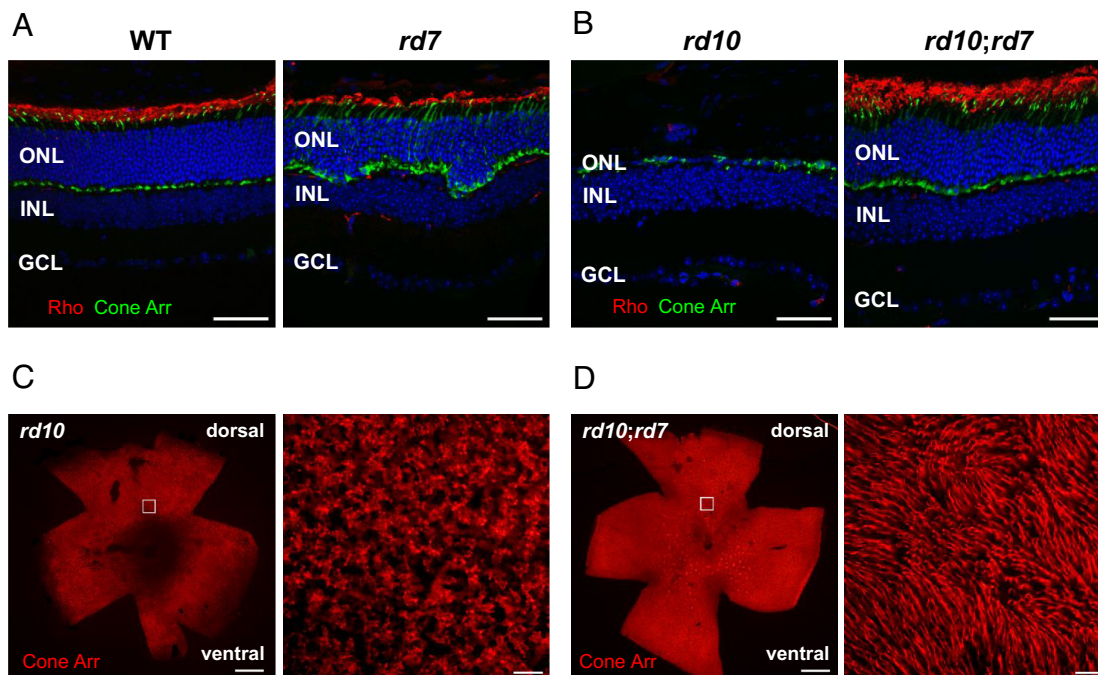 A
B
WT
rd7
rd10
rd10;rd7
ONL
INL
GCL
Rho Cone Arr
ONL
INL
GCL
ONL
INL
GCL
Rho Cone Arr
ONL
INL
GCL
C
D
rd10
dorsal
ventral
Cone Arr
rd10;rd7
dorsal
ventral
Cone Arr